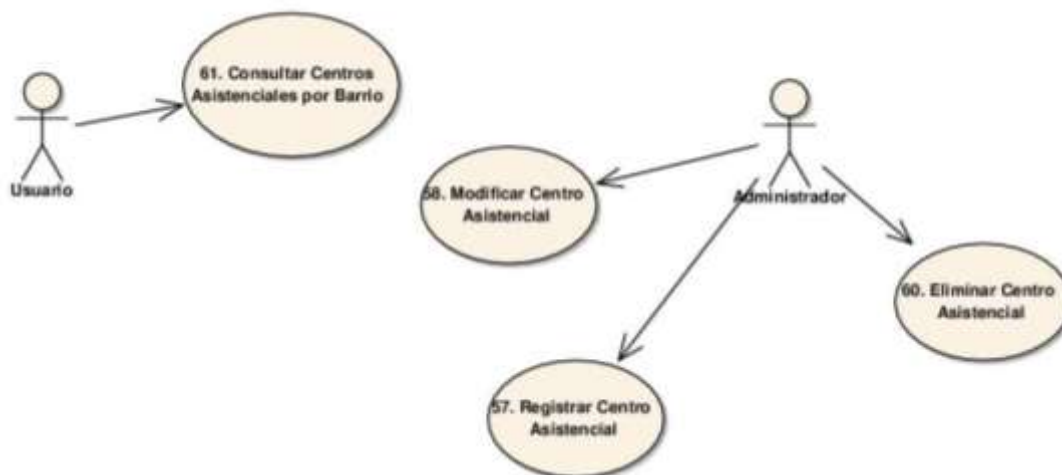 61. Consultar Centros
Asistenciales por Barrio
Usuario
58. Modificar Centro
Asistencial
Administrador
60. Eliminar Centro
Asistencial
57. Registrar Centro
Asistencial